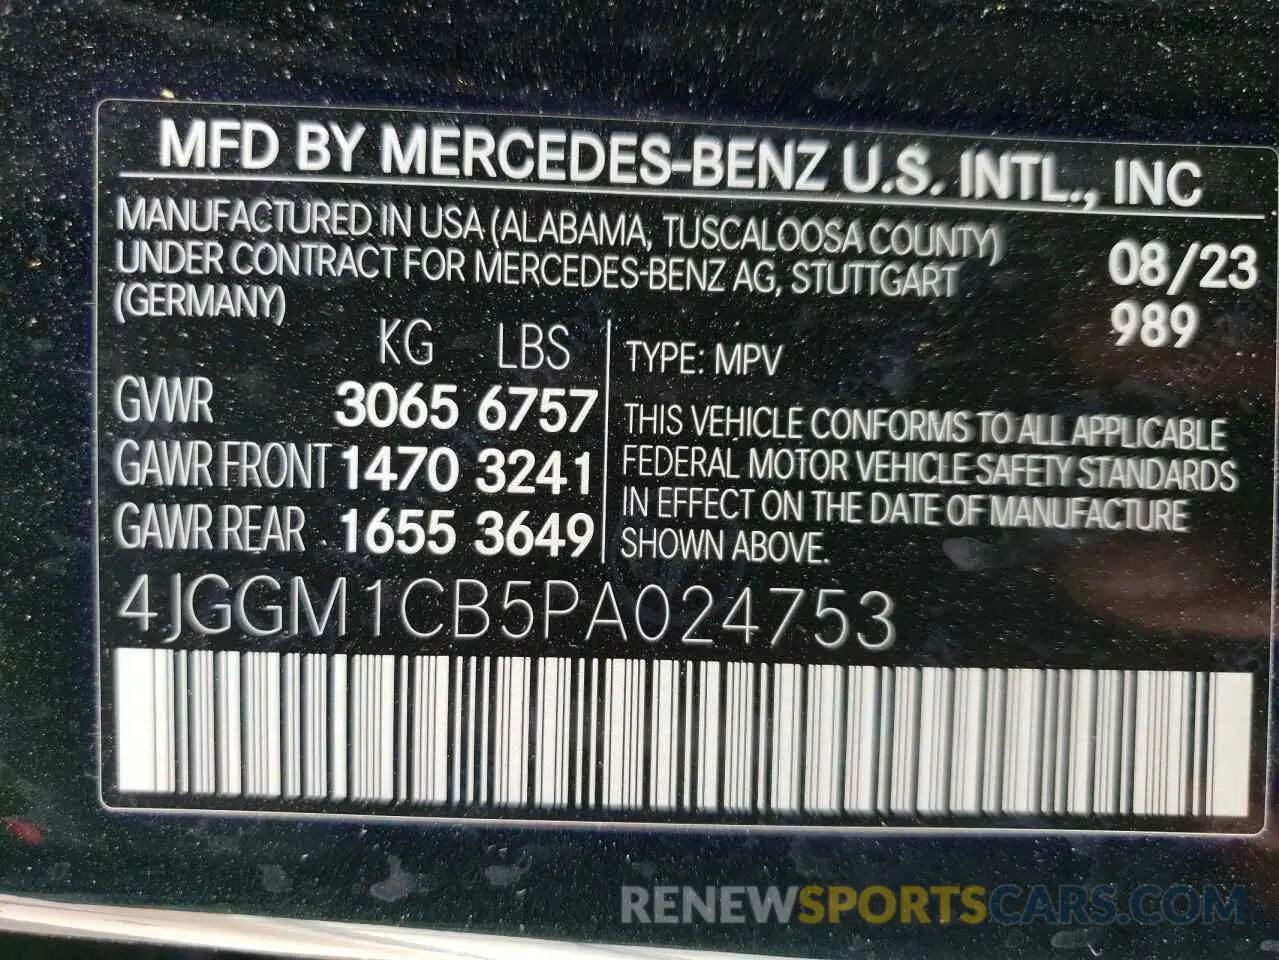 MFD BY MERCEDES-BENZ U.S. INTL., INC
MANUFACTURED IN USA (ALABAMA, TUSCALOOSA COUNTY)
UNDER CONTRACT FOR MERCEDES-BENZ AG, STUTTGART
(GERMANY)
08/23
989
KG LBS
GVWR 3065 6757
GAWR FRONT 1470 3241
GAWR REAR 1655 3649
TYPE: MPV
THIS VEHICLE CONFORMS TO ALL APPLICABLE
FEDERAL MOTOR VEHICLE SAFETY STANDARDS
IN EFFECT ON THE DATE OF MANUFACTURE
SHOWN ABOVE.
4JGGM1CB5PA024753
RENEWSPORTSCARS.COM